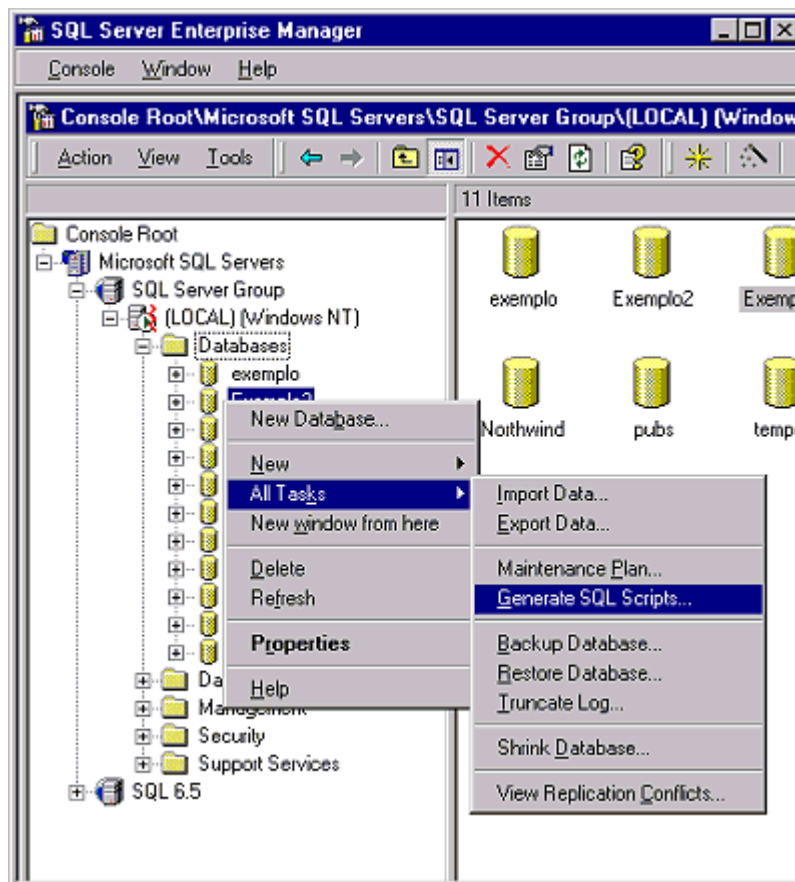 SQL Server Enterprise Manager
Console Window Help
Console Root\Microsoft SQL Servers\SQL Server Group\(LOCAL) (Window
Action View Tools
11 Items
Console Root
Microsoft SQL Servers
SQL Server Group
(LOCAL) (Windows NT)
Databases
exemplo
exemplo Exemplo2 Exemp
Northwind pubs temp
New Database...
New
All Tasks
New window from here
Delete
Refresh
Properties
Help
Import Data...
Export Data...
Maintenance Plan...
Generate SQL Scripts...
Backup Database...
Restore Database...
Truncate Log...
Shrink Database...
View Replication Conflicts...
Da
Management
Security
Support Services
SQL 6.5